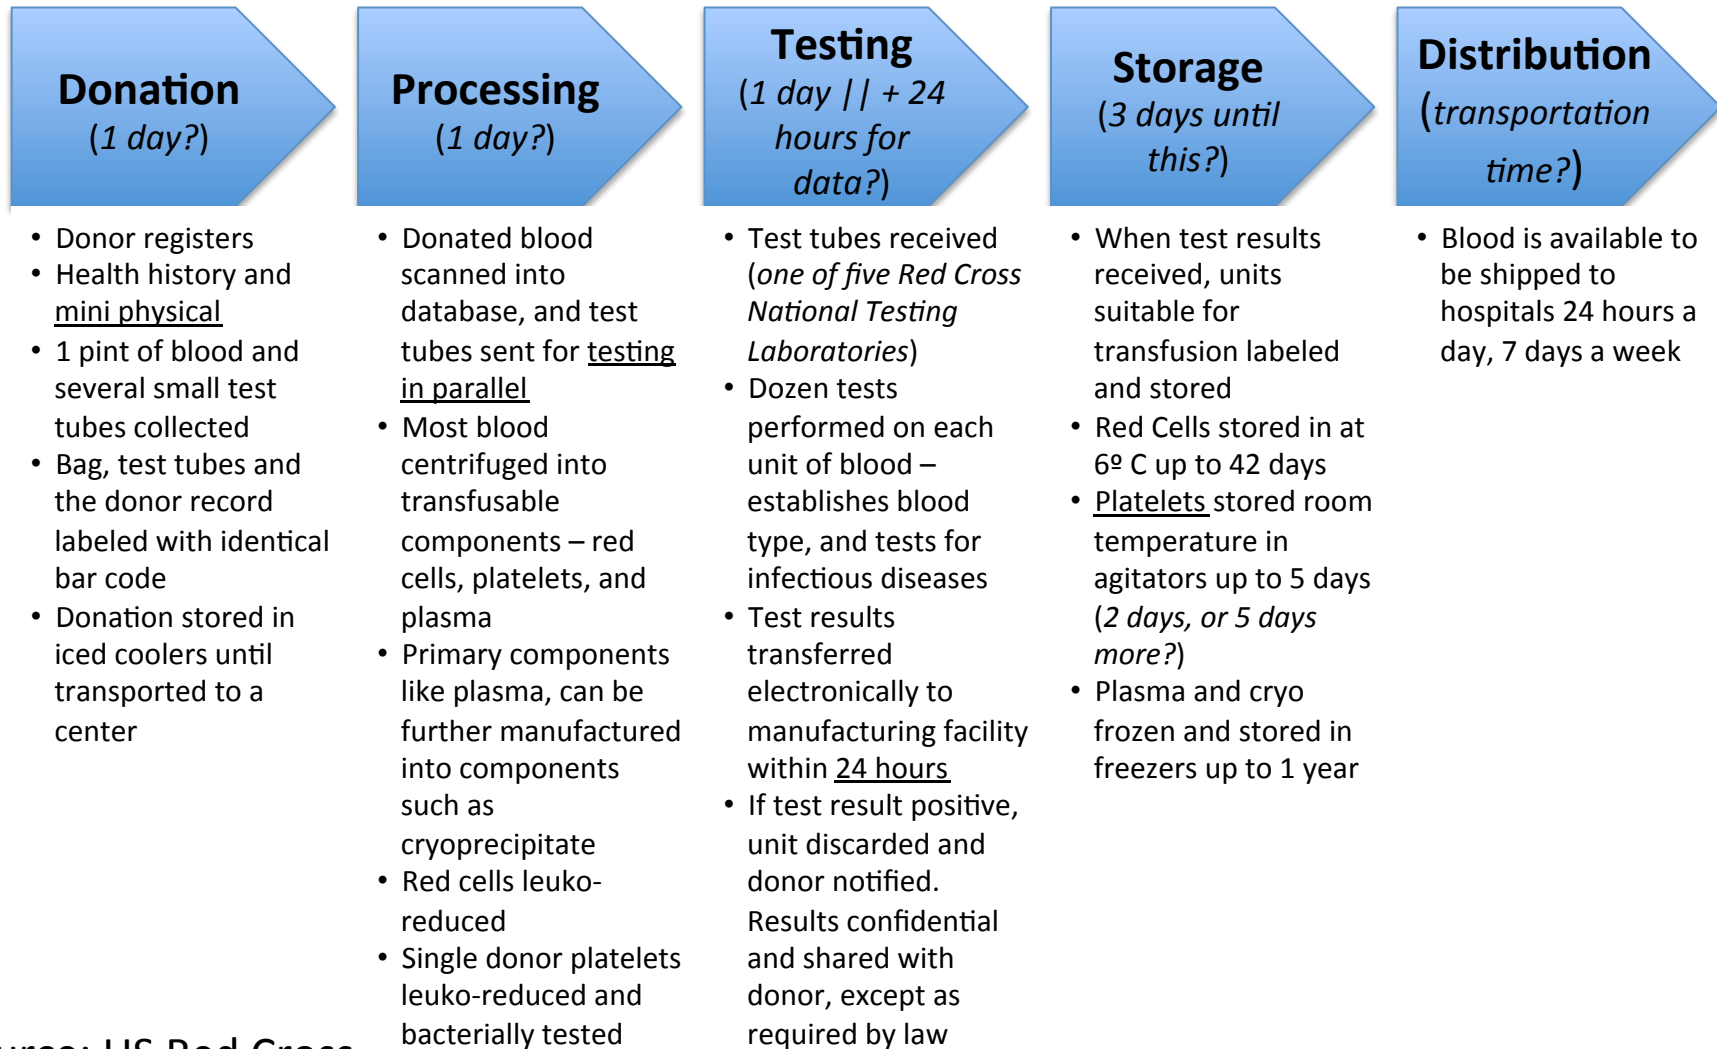 Donation
(1 day?)
• Donor registers
• Health history and
mini physical
• 1 pint of blood and
several small test
tubes collected
• Bag, test tubes and
the donor record
labeled with identical
bar code
• Donation stored in
iced coolers until
transported to a
center
Processing
(1 day?)
• Donated blood
scanned into
database, and test
tubes sent for testing
in parallel
• Most blood
centrifuged into
transfusable
components – red
cells, platelets, and
plasma
• Primary components
like plasma, can be
further manufactured
into components
such as
cryoprecipitate
• Red cells leuko-
reduced
• Single donor platelets
leuko-reduced and
bacterially tested
Testing
(1 day || + 24
hours for
data?)
• Test tubes received
(one of five Red Cross
National Testing
Laboratories)
• Dozen tests
performed on each
unit of blood –
establishes blood
type, and tests for
infectious diseases
• Test results
transferred
electronically to
manufacturing facility
within 24 hours
• If test result positive,
unit discarded and
donor notified.
Results confidential
and shared with
donor, except as
required by law
Storage
(3 days until
this?)
• When test results
received, units
suitable for
transfusion labeled
and stored
• Red Cells stored in at
6º C up to 42 days
• Platelets stored room
temperature in
agitators up to 5 days
(2 days, or 5 days
more?)
• Plasma and cryo
frozen and stored in
freezers up to 1 year
Distribution
(transportation
time?)
• Blood is available to
be shipped to
hospitals 24 hours a
day, 7 days a week
US Red Cross